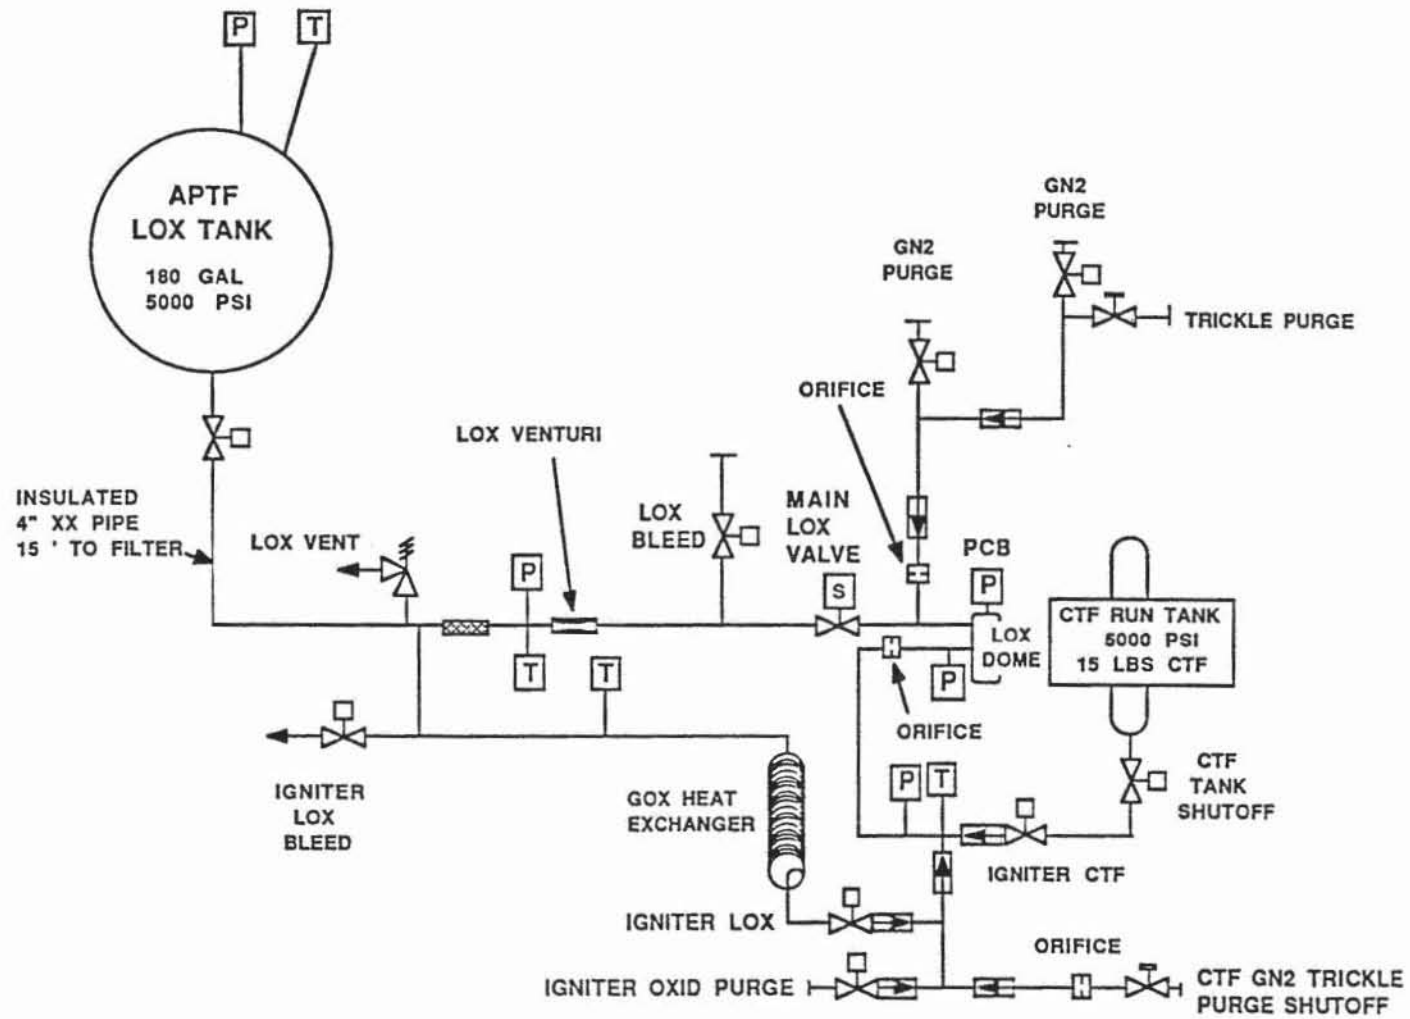 P
T
APTF
LOX TANK
180 GAL
5000 PSI
GN2
PURGE
GN2
PURGE
TRICKLE PURGE
ORIFICE
LOX VENTURI
INSULATED
4" XX PIPE
15 ' TO FILTER
LOX VENT
LOX
BLEED
MAIN
LOX
VALVE
PCB
P
S
P
CTF RUN TANK
5000 PSI
15 LBS CTF
LOX
DOME
T
T
P
ORIFICE
IGNITER
LOX
BLEED
GOX HEAT
EXCHANGER
P
T
CTF
TANK
SHUTOFF
IGNITER CTF
IGNITER LOX
ORIFICE
IGNITER OXID PURGE
CTF GN2 TRICKLE
PURGE SHUTOFF